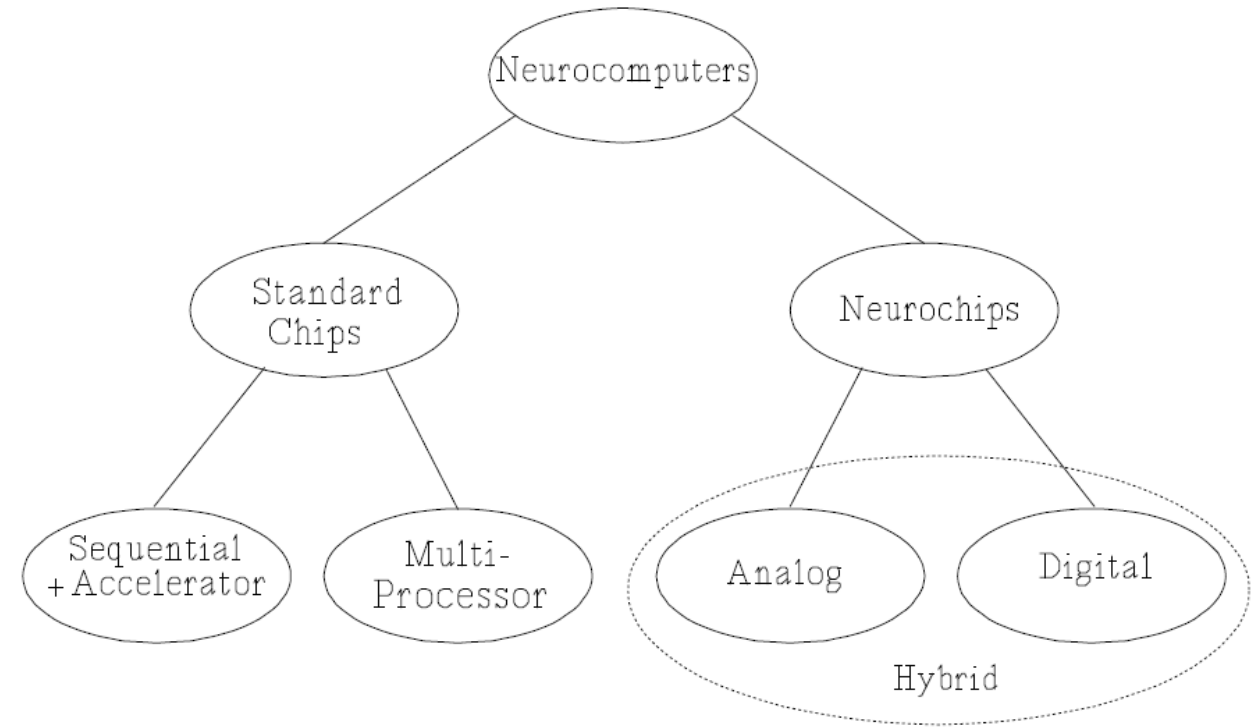 Neurocomputers
Standard
Chips
Neurochips
Sequential
+Accelerator
Multi-
Processor
Analog
Digital
Hybrid